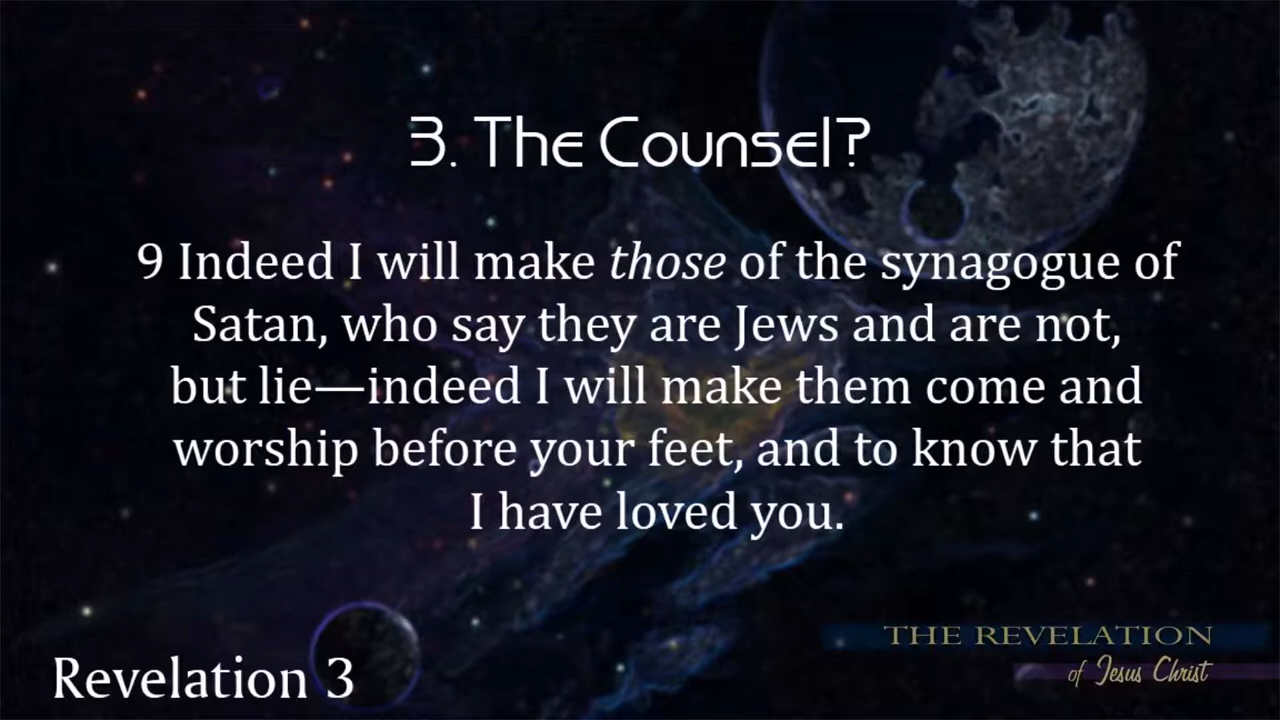 3. The Counsel?
9 Indeed I will make those of the synagogue of
Satan, who say they are Jews and are not,
but lie—indeed I will make them come and
worship before your feet, and to know that
I have loved you.
Revelation 3
THE REVELATION
of Jesus Christ